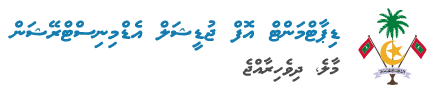 ޑިޕާޓްމަންޓް އޮފް ޖުޑީޝަލް އެޑްމިނިސްޓްރޭޝަން
މާލެ، ދިވެހިރާއްޖެ